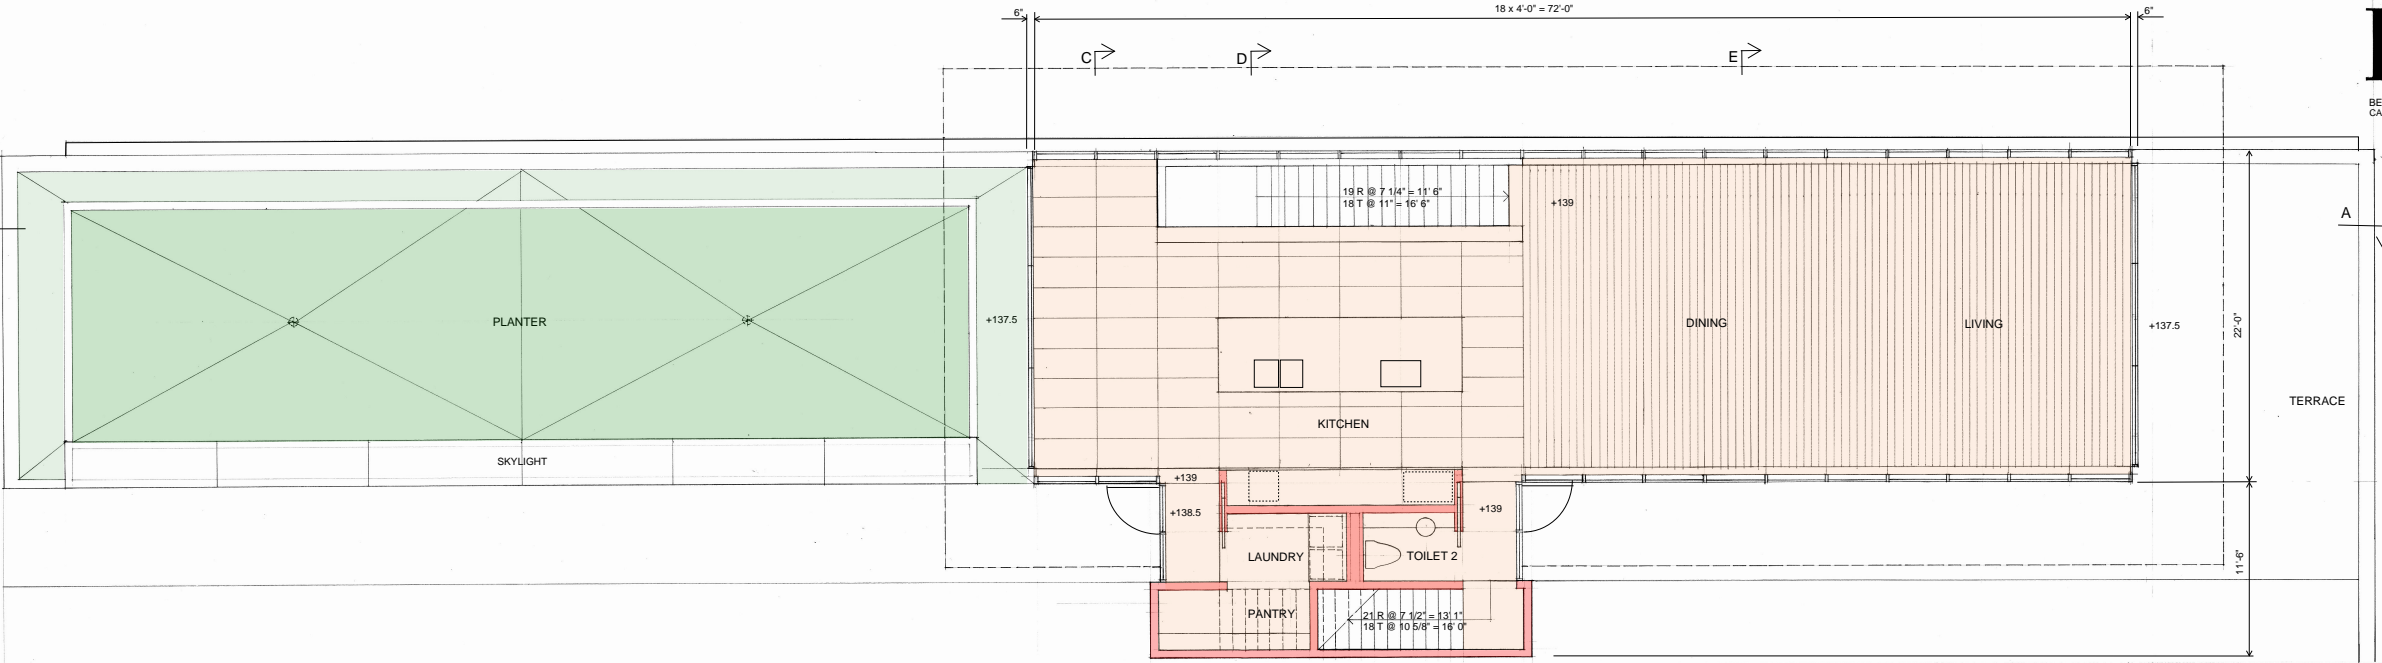 6"
18 x 4'-0" = 72'-0"
6"
C
D
E
BE
CA
19 R @ 7 1/4" = 11' 6"
18 T @ 11" = 16' 6"
+139
A
PLANTER
+137.5
DINING
LIVING
+137.5
22'-0"
TERRACE
KITCHEN
SKYLIGHT
+139
+138.5
+139
LAUNDRY
TOILET 2
11'-6"
PANTRY
21 R @ 7 1/2" = 13' 1"
18 T @ 10 5/8" = 16' 0"